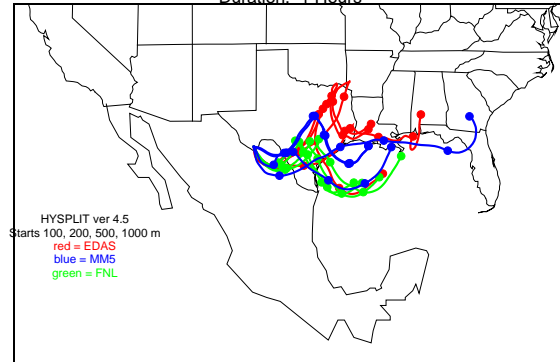 HYSPLIT ver 4.5
Starts 100, 200, 500, 1000 m
red = EDAS
blue = MM5
green = FNL